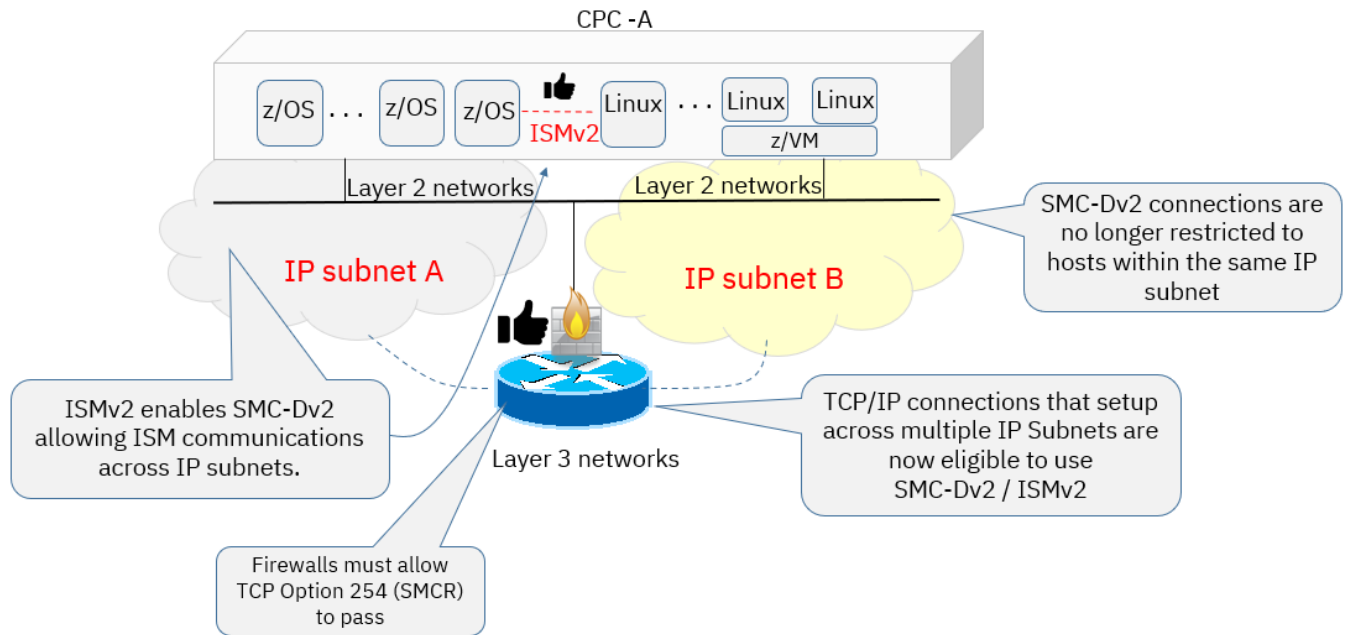 CPC -A
z/OS ... z/OS z/OS ISMv2 Linux ... Linux Linux
z/VM
Layer 2 networks
Layer 2 networks
SMC-Dv2 connections are
no longer restricted to
hosts within the same IP
subnet
IP subnet A
IP subnet B
ISMv2 enables SMC-Dv2
allowing ISM communications
across IP subnets.
Layer 3 networks
TCP/IP connections that setup
across multiple IP Subnets are
now eligible to use
SMC-Dv2 / ISMv2
Firewalls must allow
TCP Option 254 (SMCR)
to pass